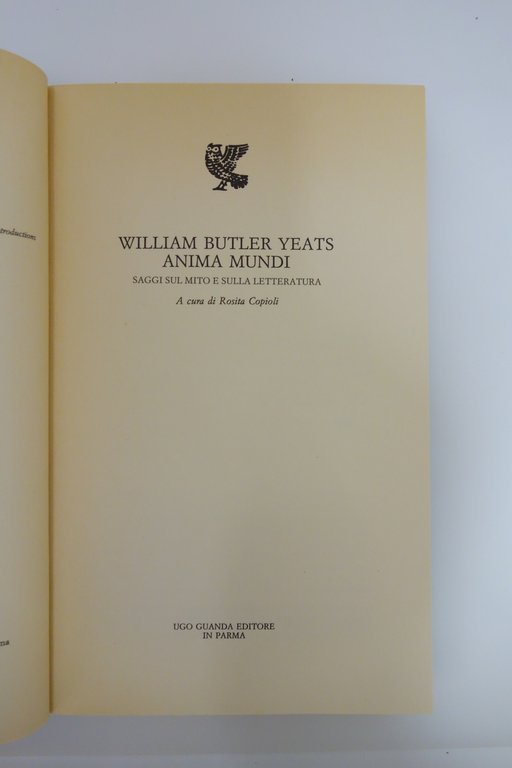 troductions
WILLIAM BUTLER YEATS
ANIMA MUNDI
SAGGI SUL MITO E SULLA LETTERATURA
A cura di Rosita Copioli
UGO GUANDA EDITORE
IN PARMA